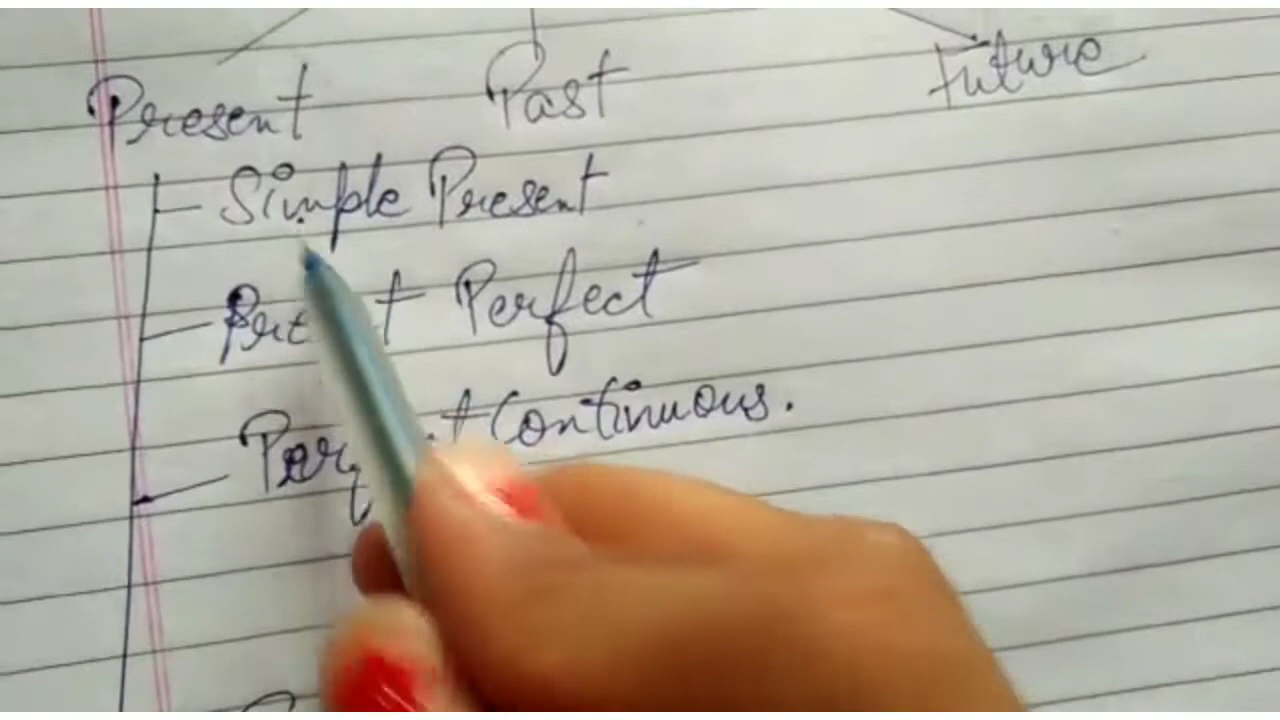 Present Past Future
Simple Present
Perfect
Continuous.